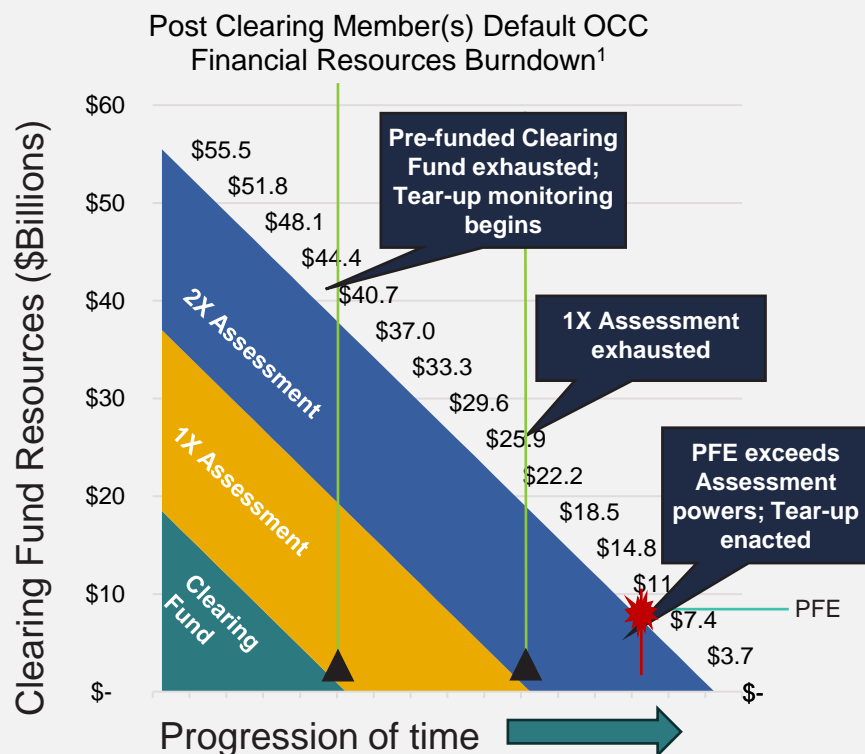 Post Clearing Member(s) Default OCC
Financial Resources Burndown¹
Clearing Fund Resources ($Billions)
$60
$50
$40
$30
$20
$10
$-
$55.5
$51.8
$48.1
$44.4
$40.7
$37.0
$33.3
$29.6
$25.9
$22.2
$18.5
$14.8
$11
$7.4
$3.7
$-
Pre-funded Clearing
Fund exhausted;
Tear-up monitoring
begins
1X Assessment
exhausted
PFE exceeds
Assessment
powers; Tear-up
enacted
PFE
2X Assessment
1X Assessment
Clearing
Fund
Progression of time